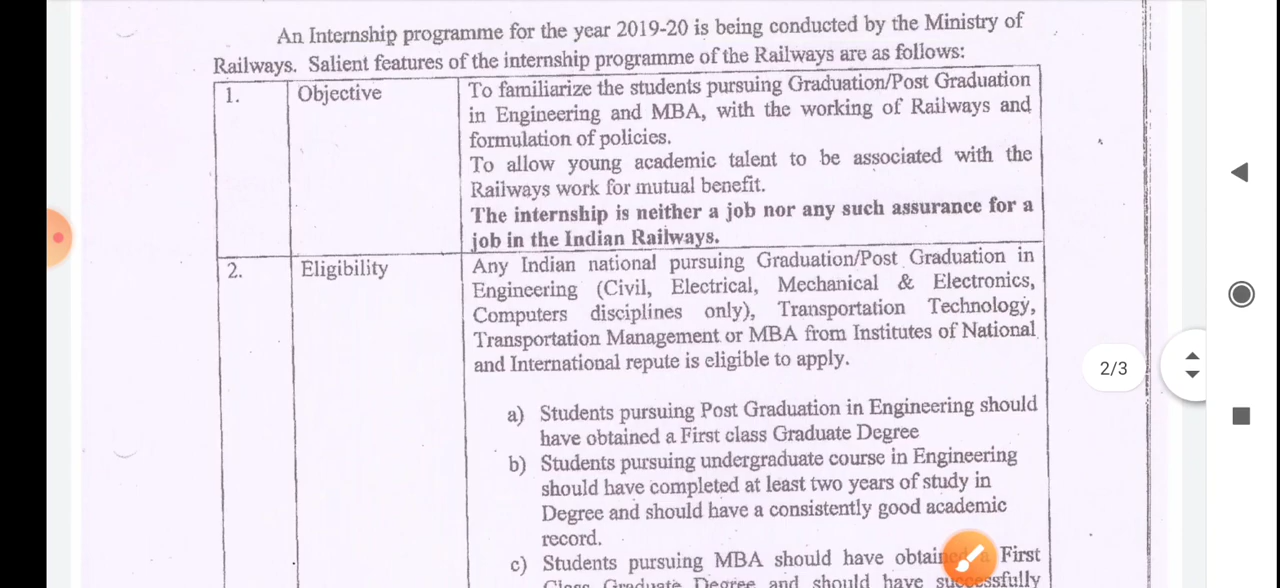 An Internship programme for the year 2019-20 is being conducted by the Ministry of
Railways. Salient features of the internship programme of the Railways are as follows:
1. Objective To familiarize the students pursuing Graduation/Post Graduation
in Engineering and MBA, with the working of Railways and
formulation of policies.
To allow young academic talent to be associated with the
Railways work for mutual benefit.
The internship is neither a job nor any such assurance for a
job in the Indian Railways.
2. Eligibility Any Indian national pursuing Graduation/Post Graduation in
Engineering (Civil, Electrical, Mechanical & Electronics,
Computers disciplines only), Transportation Technology,
Transportation Management or MBA from Institutes of National
and International repute is eligible to apply.
a) Students pursuing Post Graduation in Engineering should
have obtained a First class Graduate Degree
b) Students pursuing undergraduate course in Engineering
should have completed at least two years of study in
Degree and should have a consistently good academic
record.
c) Students pursuing MBA should have obtained a First
Class Graduate Degree and should have successfully
2/3